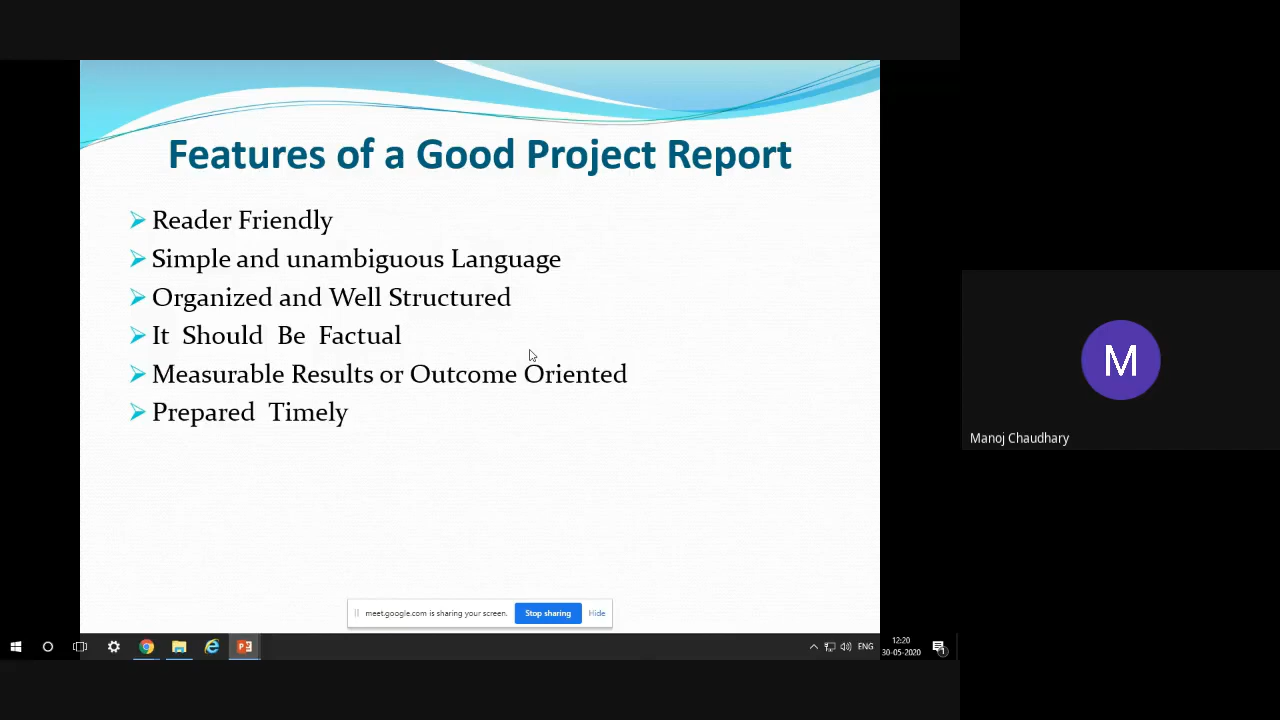 Features of a Good Project Report
Reader Friendly
Simple and unambiguous Language
Organized and Well Structured
It Should Be Factual
Measurable Results or Outcome Oriented
Prepared Timely
M
Manoj Chaudhary
meet.google.com is sharing your screen. Stop sharing Hide
ENG
12:20
30-05-2020
1